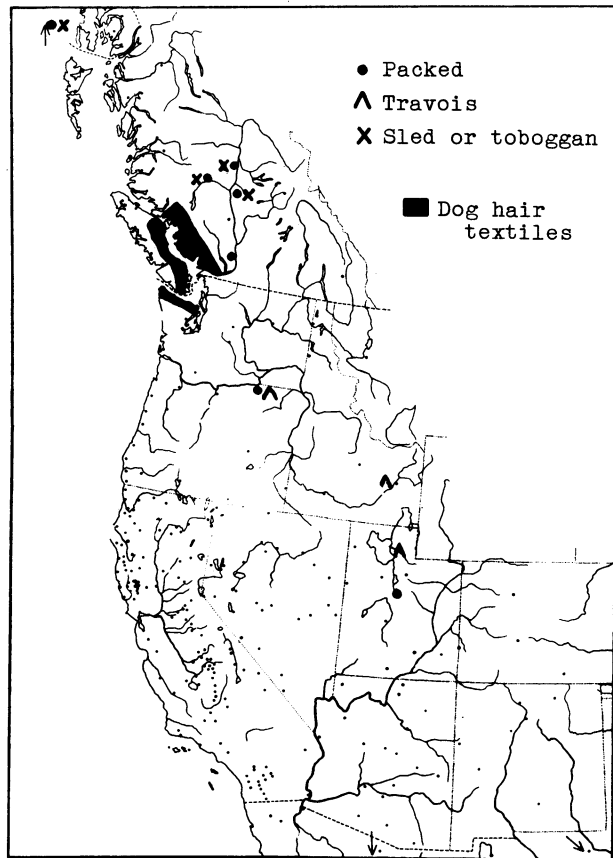 Packed
Travois
Sled or toboggan
Dog hair
textiles